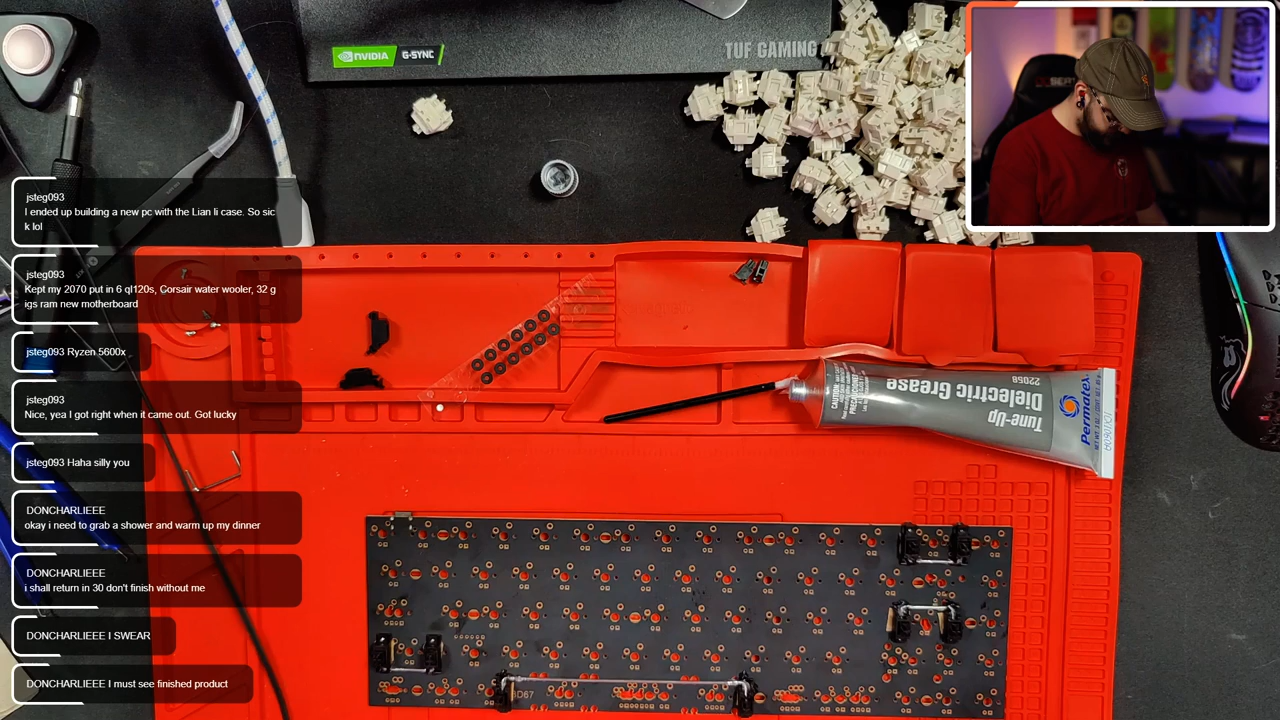 NVIDIA
G-SYNC
TUF GAMING
jsteg093
I ended up building a new pc with the Lian li case. So sic
k lol
jsteg093
Kept my 2070 put in 6 ql120s, Corsair water wooler, 32 g
igs ram new motherboard
jsteg093 Ryzen 5600x
jsteg093
Nice, yea I got right when it came out. Got lucky
jsteg093 Haha silly you
DONCHARLIEEE
okay i need to grab a shower and warm up my dinner
DONCHARLIEEE
i shall return in 30 don't finish without me
DONCHARLIEEE I SWEAR
DONCHARLIEEE I must see finished product
Permatex
22058
Tune-Up
Dielectric Grease
CAUTION